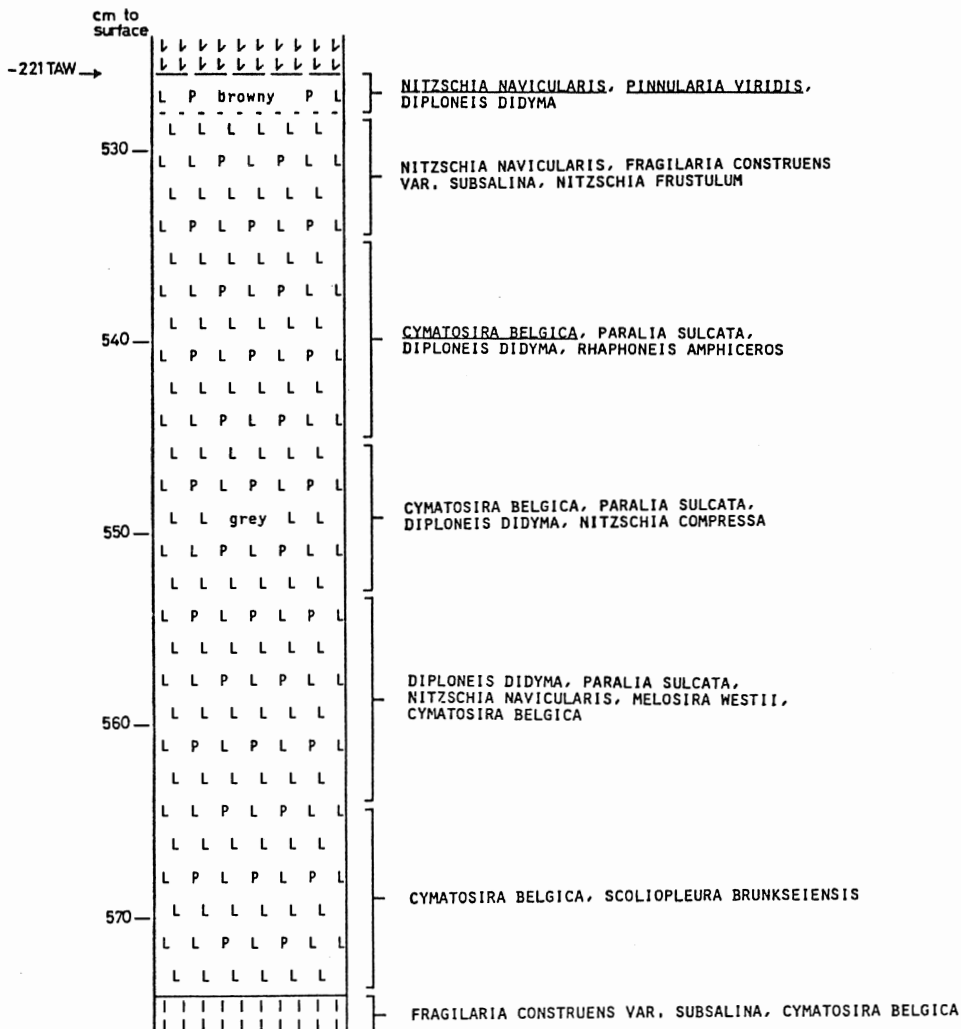 cm to
surface
-221 TAW
L P browny P L
NITZSCHIA NAVICULARIS, PINNULARIA VIRIDIS,
DIPLONEIS DIDYMA
L L L L L L
530
L L P L P L L
NITZSCHIA NAVICULARIS, FRAGILARIA CONSTRUENS
VAR. SUBSALINA, NITZSCHIA FRUSTULUM
L L L L L L
L P L P L P L
L L L L L L
L L P L P L L
L L L L L L
540
CYMATOSIRA BELGICA, PARALIA SULCATA,
DIPLONEIS DIDYMA, RHAPHONEIS AMPHICEROS
L P L P L P L
L L L L L L
L L P L P L L
L L L L L L
L P L P L P L
CYMATOSIRA BELGICA, PARALIA SULCATA,
DIPLONEIS DIDYMA, NITZSCHIA COMPRESSA
L L grey L L
550
L L P L P L L
L L L L L L
L P L P L P L
L L L L L L
L L P L P L L
DIPLONEIS DIDYMA, PARALIA SULCATA,
NITZSCHIA NAVICULARIS, MELOSIRA WESTII,
CYMATOSIRA BELGICA
L L L L L L
560
L P L P L P L
L L L L L L
L L P L P L L
L L L L L L
L P L P L P L
CYMATOSIRA BELGICA, SCOLIOPLEURA BRUNKSEIENSIS
L L L L L L
570
L L P L P L L
L L L L L L
FRAGILARIA CONSTRUENS VAR. SUBSALINA, CYMATOSIRA BELGICA